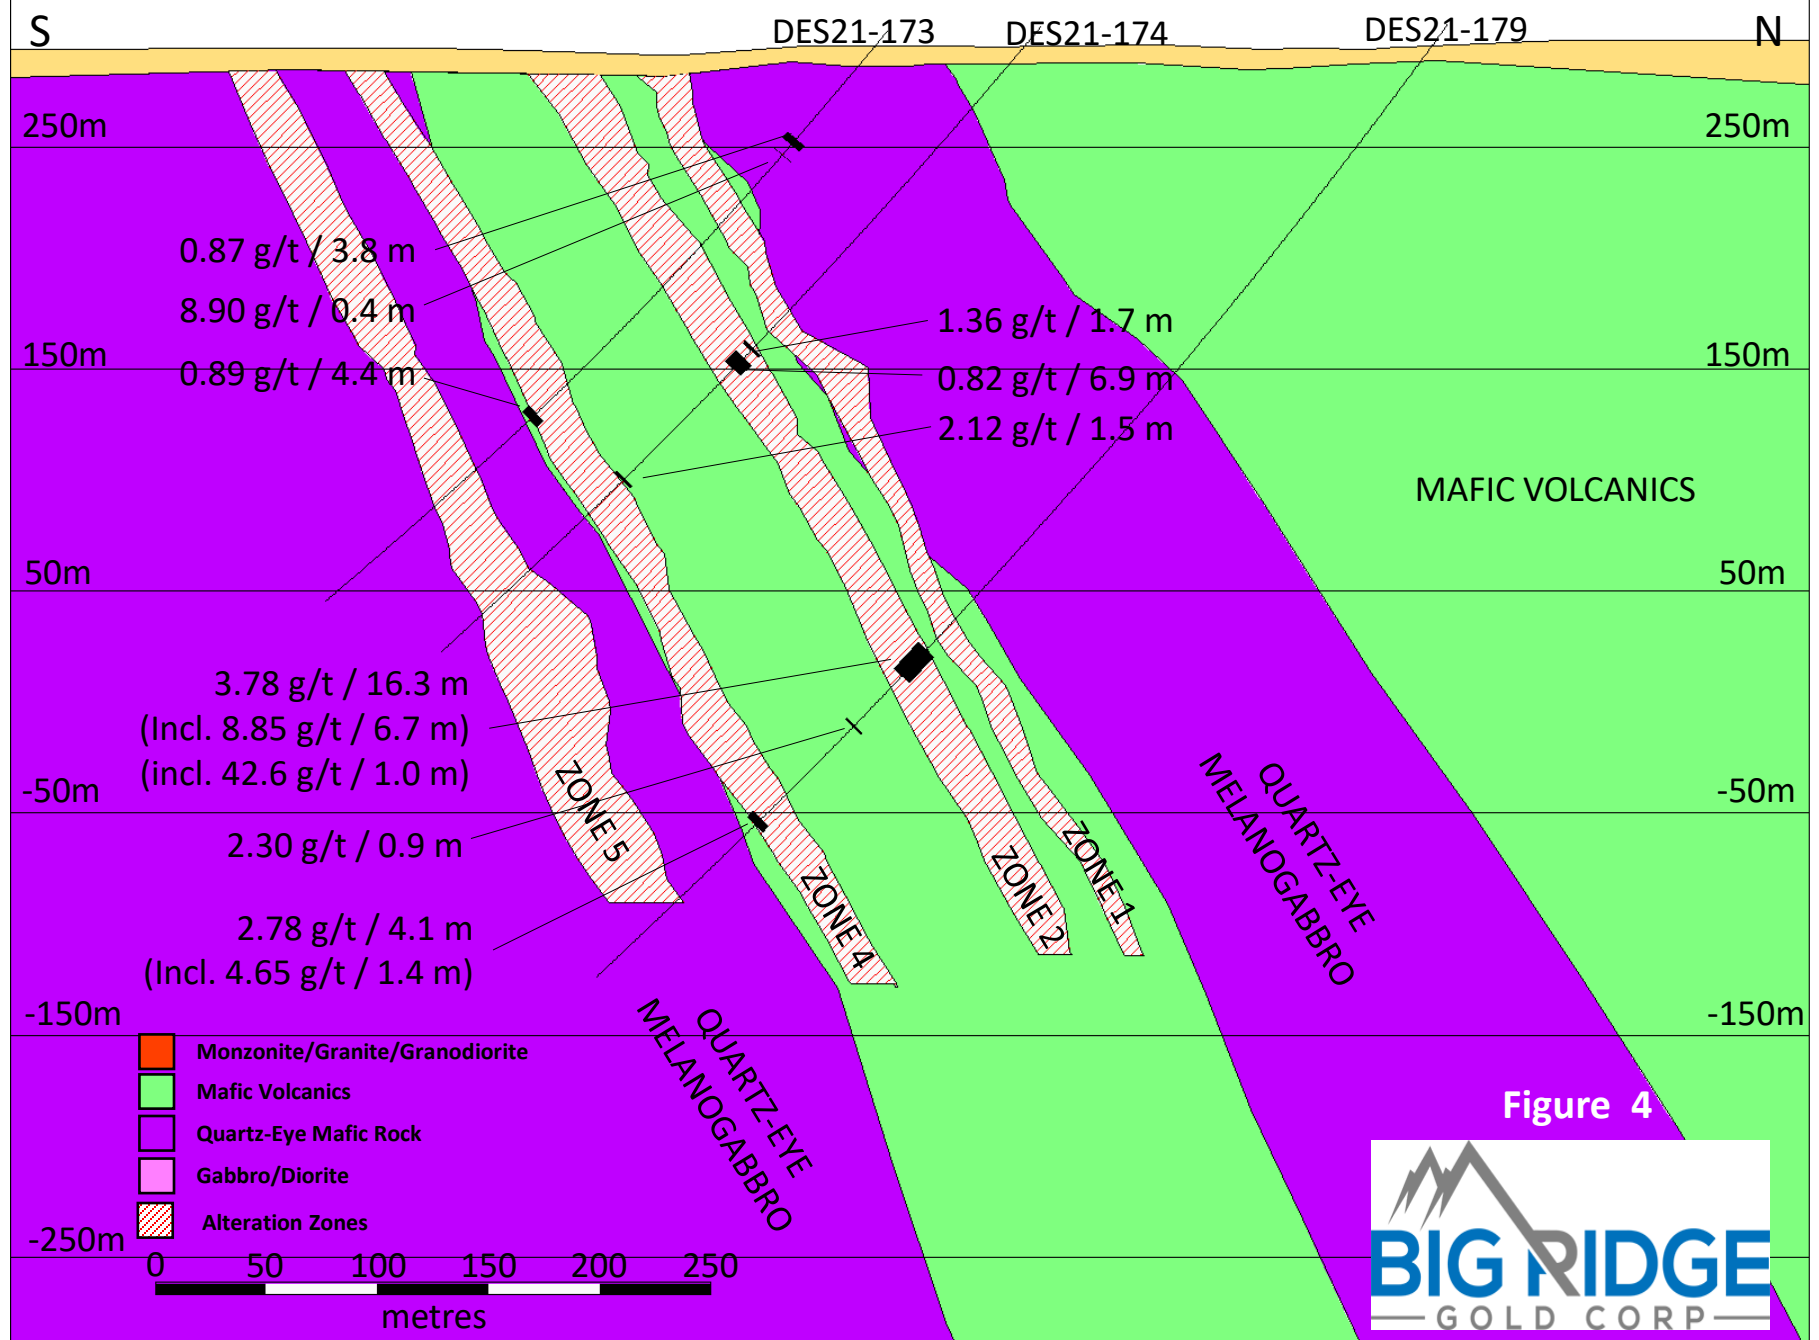 S
DES21-173
DES21-174
DES21-179
N
250m
250m
0.87 g/t / 3.8 m
8.90 g/t / 0.4 m
1.36 g/t / 1.7 m
150m
150m
0.89 g/t / 4.4 m
0.82 g/t / 6.9 m
2.12 g/t / 1.5 m
MAFIC VOLCANICS
50m
50m
3.78 g/t / 16.3 m
(Incl. 8.85 g/t / 6.7 m)
(incl. 42.6 g/t / 1.0 m)
-50m
-50m
2.30 g/t / 0.9 m
2.78 g/t / 4.1 m
(Incl. 4.65 g/t / 1.4 m)
ZONE 5
ZONE 4
ZONE 2
ZONE 1
QUARTZ-EYE
MELANOGABBRO
QUARTZ-EYE
MELANOGABBRO
-150m
-150m
Monzonite/Granite/Granodiorite
Mafic Volcanics
Quartz-Eye Mafic Rock
Gabbro/Diorite
Alteration Zones
-250m
0 50 100 150 200 250
metres
Figure 4
BIG RIDGE
GOLD CORP